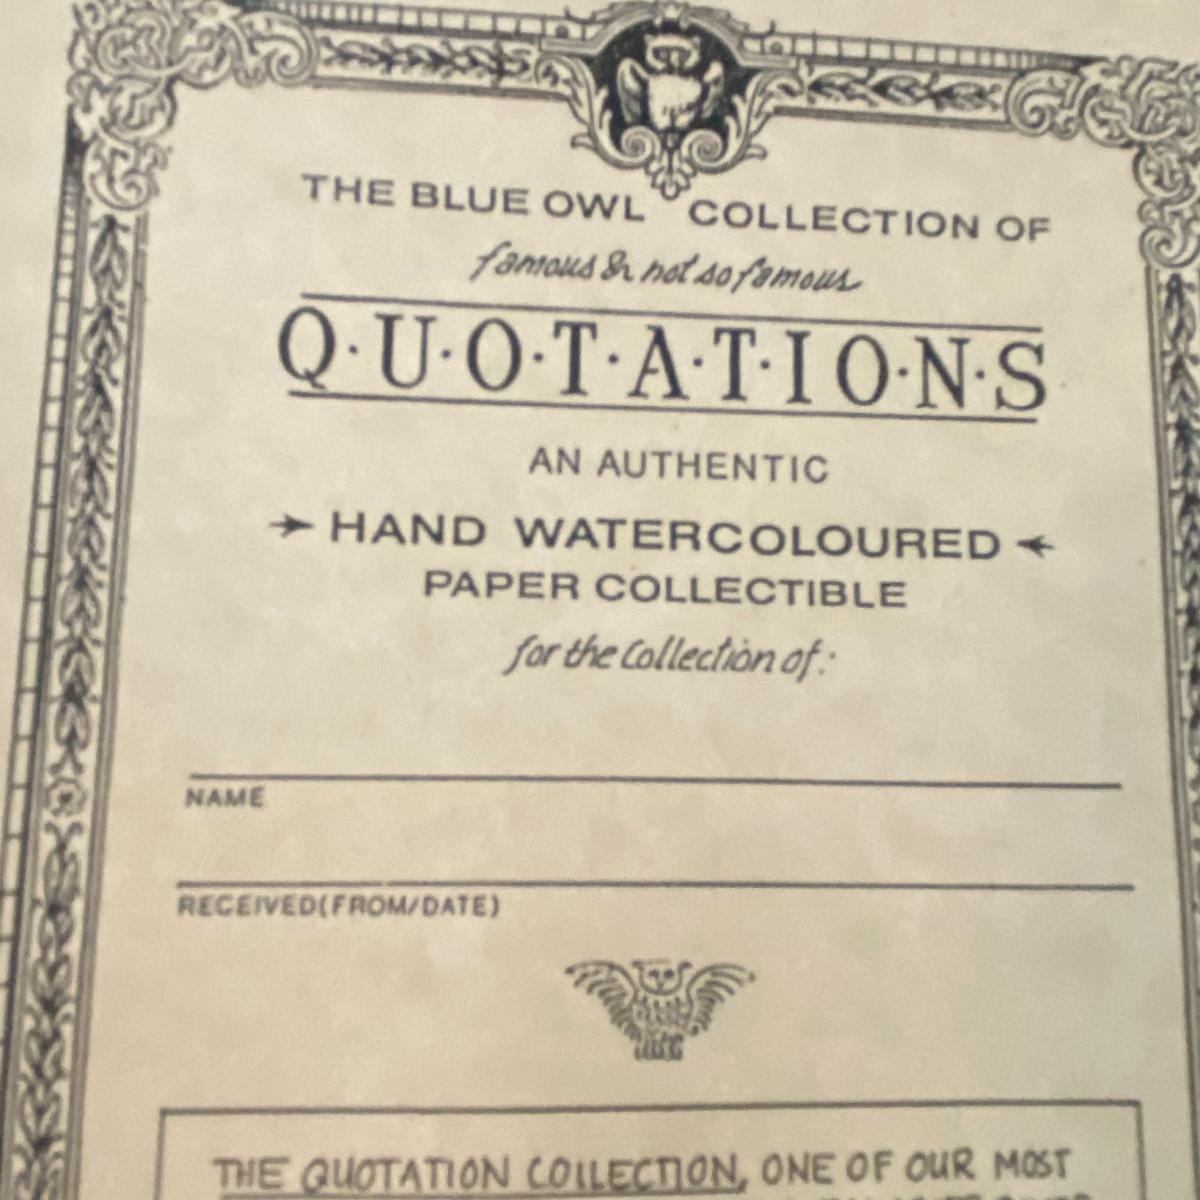 THE BLUE OWL COLLECTION OF
famous & not so famous
Q·U·O·T·A·T·I O·N·S
AN AUTHENTIC
HAND WATERCOLOURED
PAPER COLLECTIBLE
for the Collection of:
NAME
RECEIVED(FROM/DATE)
THE QUOTATION COLLECTION, ONE OF OUR MOST